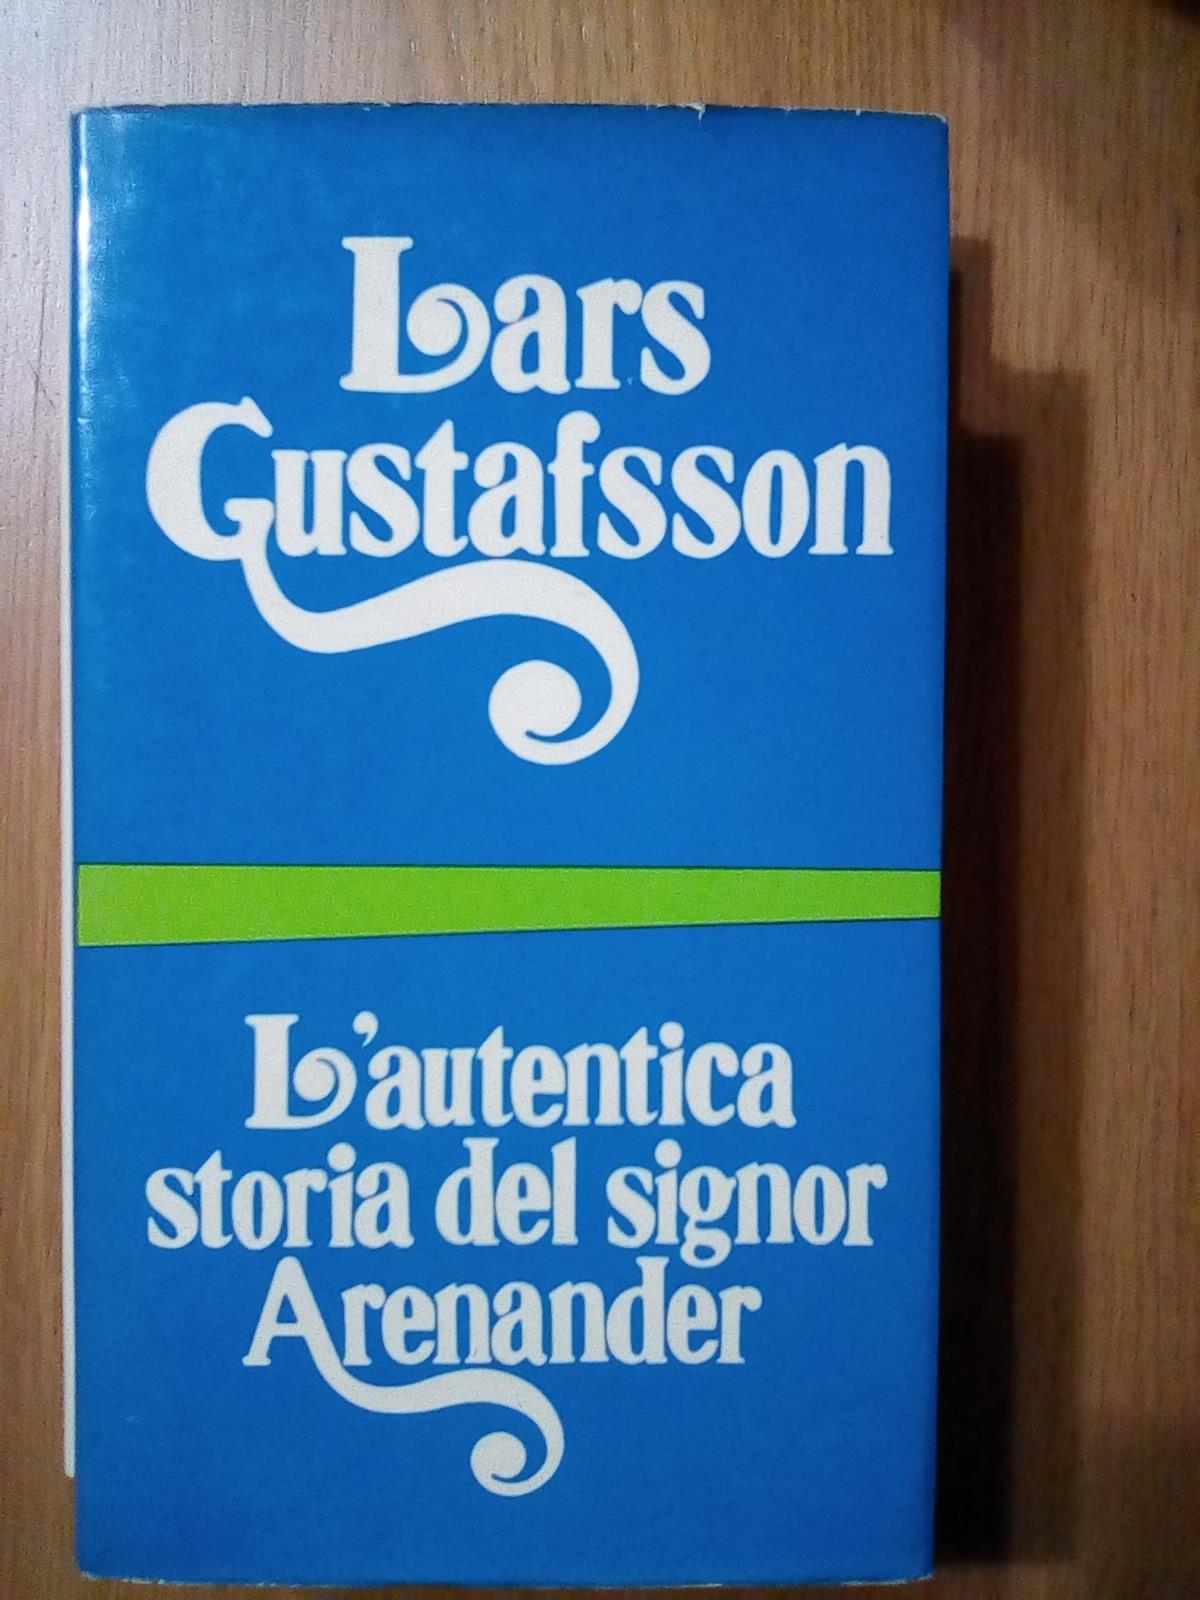 Lars
Gustafsson
L'autentica
storia del signor
Arenander